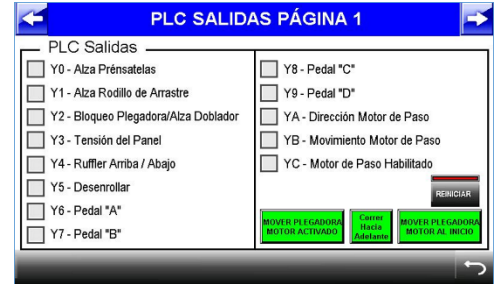 PLC SALIDAS PÁGINA 1
PLC Salidas
Y0 - Alza Prénsatelas
Y1 - Alza Rodillo de Arrastre
Y2 - Bloqueo Plegadora/Alza Doblador
Y3 - Tensión del Panel
Y4 - Ruffler Arriba / Abajo
Y5 - Desenrollar
Y6 - Pedal "A"
Y7 - Pedal "B"
Y8 - Pedal "C"
Y9 - Pedal "D"
YA - Dirección Motor de Paso
YB - Movimiento Motor de Paso
YC - Motor de Paso Habilitado
REINICIAR
MOVER PLEGADORA
MOTOR ACTIVADO
Correr
Hacia
Adelante
MOVER PLEGADORA
MOTOR AL INICIO